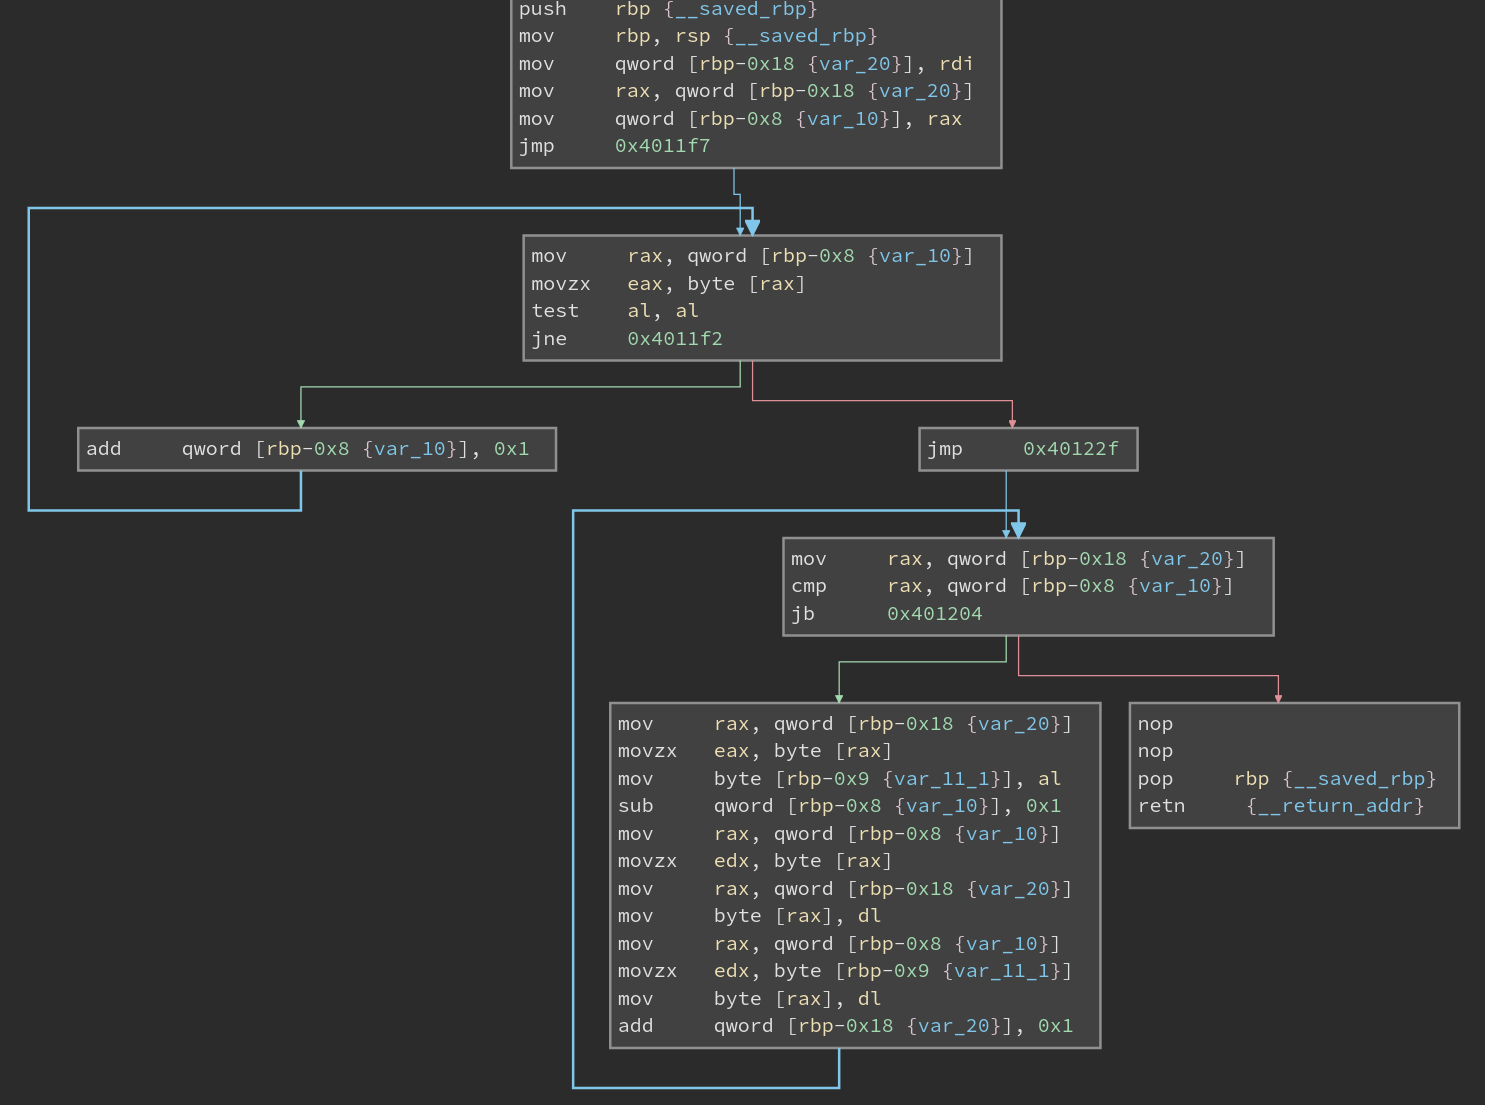 push    rbp {__saved_rbp}
mov     rbp, rsp {__saved_rbp}
mov     qword [rbp-0x18 {var_20}], rdi
mov     rax, qword [rbp-0x18 {var_20}]
mov     qword [rbp-0x8 {var_10}], rax
jmp     0x4011f7
mov     rax, qword [rbp-0x8 {var_10}]
movzx   eax, byte [rax]
test    al, al
jne     0x4011f2
add     qword [rbp-0x8 {var_10}], 0x1
jmp     0x40122f
mov     rax, qword [rbp-0x18 {var_20}]
cmp     rax, qword [rbp-0x8 {var_10}]
jb      0x401204
mov     rax, qword [rbp-0x18 {var_20}]
movzx   eax, byte [rax]
mov     byte [rbp-0x9 {var_11_1}], al
sub     qword [rbp-0x8 {var_10}], 0x1
mov     rax, qword [rbp-0x8 {var_10}]
movzx   edx, byte [rax]
mov     rax, qword [rbp-0x18 {var_20}]
mov     byte [rax], dl
mov     rax, qword [rbp-0x8 {var_10}]
movzx   edx, byte [rbp-0x9 {var_11_1}]
mov     byte [rax], dl
add     qword [rbp-0x18 {var_20}], 0x1
nop
nop
pop     rbp {__saved_rbp}
retn     {__return_addr}